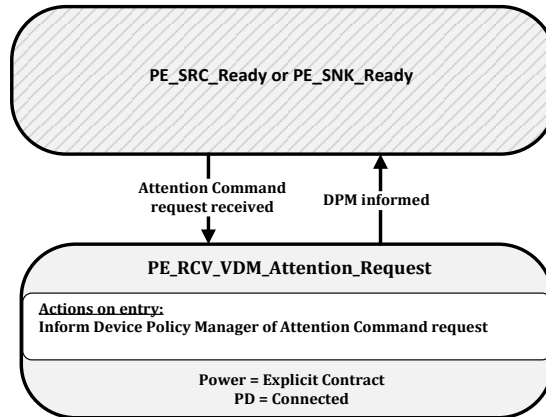 PE_SRC_Ready or PE_SNK_Ready
Attention Command
request received
DPM informed
PE_RCV_VDM_Attention_Request
Actions on entry:
Inform Device Policy Manager of Attention Command request
Power = Explicit Contract
PD = Connected